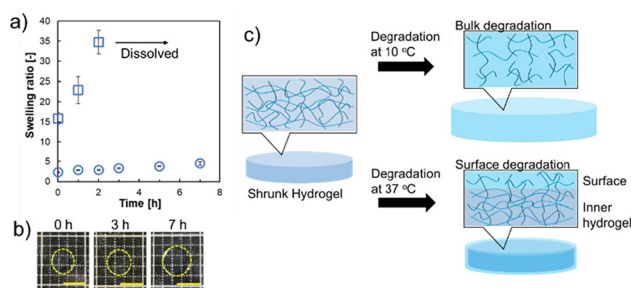 a)
Swelling ratio [-]
40
35
30
25
20
15
10
5
0
0
2
4
6
8
Time [h]
Dissolved
b)
0 h
3 h
7 h
c)
Shrunk Hydrogel
Degradation
at 10 °C
Bulk degradation
Degradation
at 37 °C
Surface degradation
Surface
Inner
hydrogel